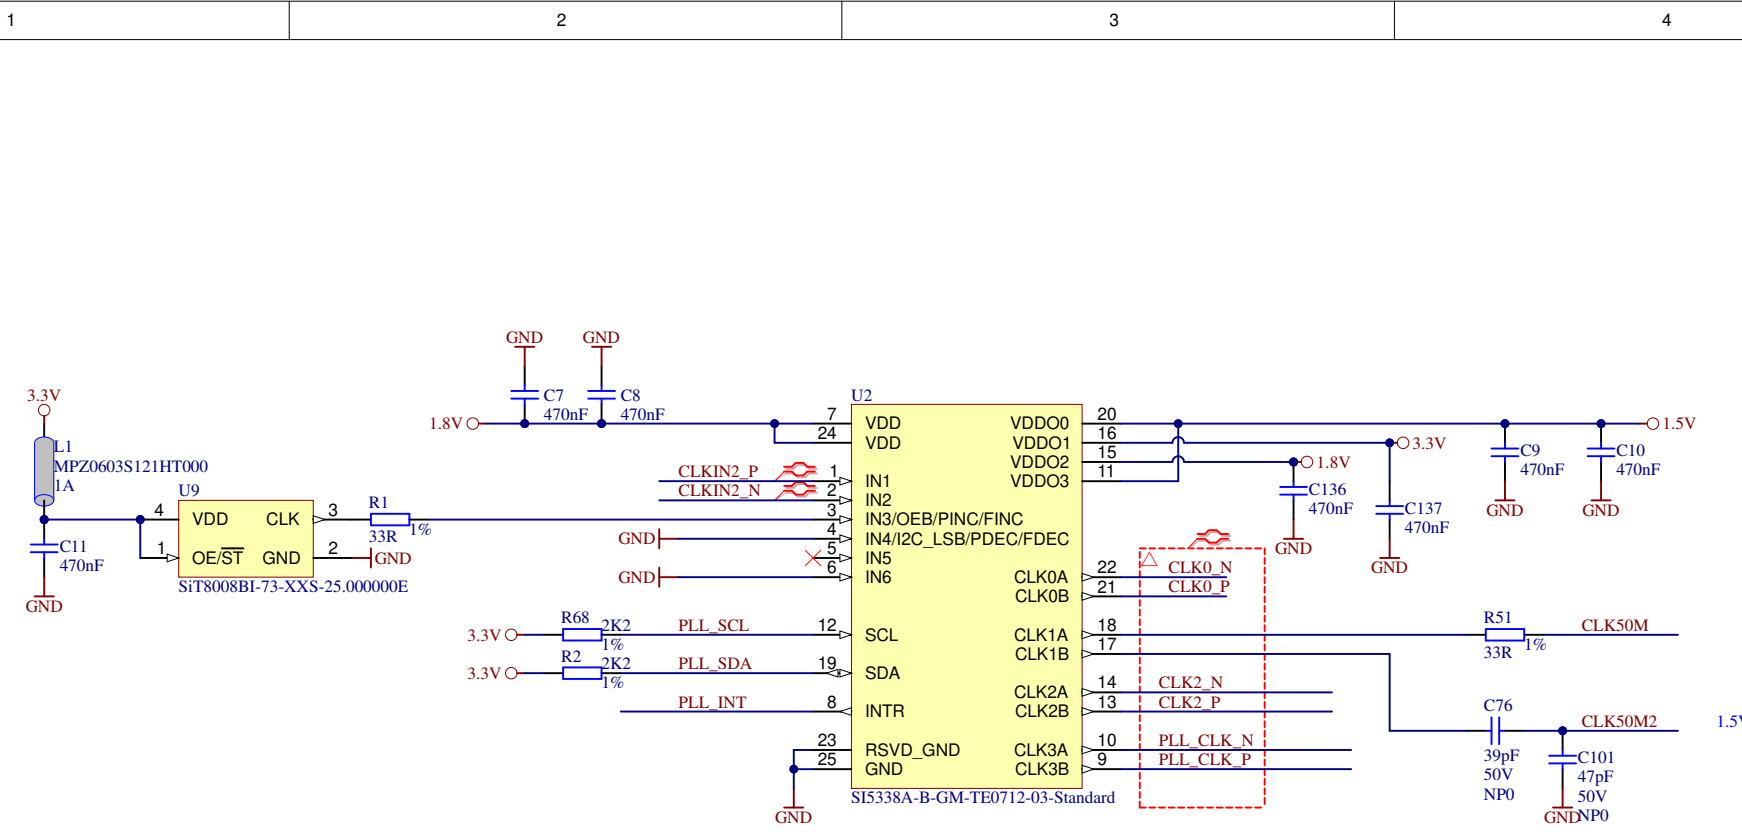 1 2 3 4
GND GND
3.3V
C7
470nF
C8
470nF
1.8V
L1
MPZ0603S121HT000
1A
C11
470nF
GND
U9
4 VDD CLK 3
1 OE/ST GND 2
GND
SiT8008BI-73-XXS-25.000000E
R1
33R
1%
U2
7 VDD VDDO0 20
24 VDD VDDO1 16
VDDO2 15
CLKIN2_P 1 IN1 VDDO3 11
CLKIN2_N 2 IN2
3 IN3/OEB/PINC/FINC
GND 4 IN4/I2C_LSB/PDEC/FDEC
5 IN5
GND 6 IN6 CLK0A 22 CLK0_N
CLK0B 21 CLK0_P
3.3V R68 2K2 1% PLL_SCL 12 SCL CLK1A 18
CLK1B 17
3.3V R2 2K2 1% PLL_SDA 19 SDA
CLK2A 14 CLK2_N
PLL_INT 8 INTR CLK2B 13 CLK2_P
23 RSVD_GND CLK3A 10 PLL_CLK_N
25 GND CLK3B 9 PLL_CLK_P
GND
SI5338A-B-GM-TE0712-03-Standard
1.5V
3.3V
1.8V
C9
470nF
GND
C10
470nF
GND
C136
470nF
GND
C137
470nF
GND
R51
33R
1%
CLK50M
C76
39pF
50V
NP0
CLK50M2
C101
47pF
50V
NP0
GND
1.5V